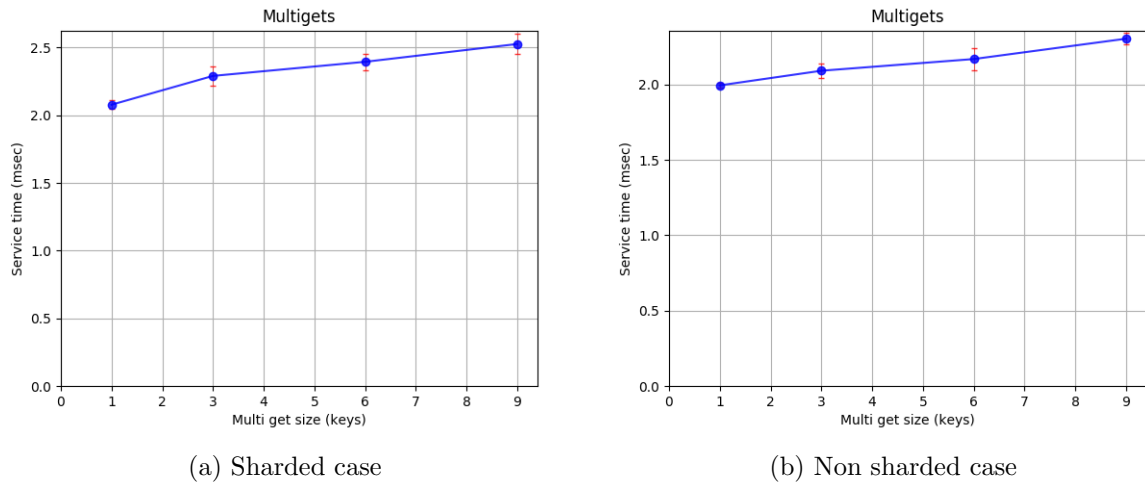 Multigets
2.5
2.0
1.5
1.0
0.5
0.0
Service time (msec)
0 1 2 3 4 5 6 7 8 9
Multi get size (keys)
(a) Sharded case
Multigets
2.0
1.5
1.0
0.5
0.0
Service time (msec)
0 1 2 3 4 5 6 7 8 9
Multi get size (keys)
(b) Non sharded case